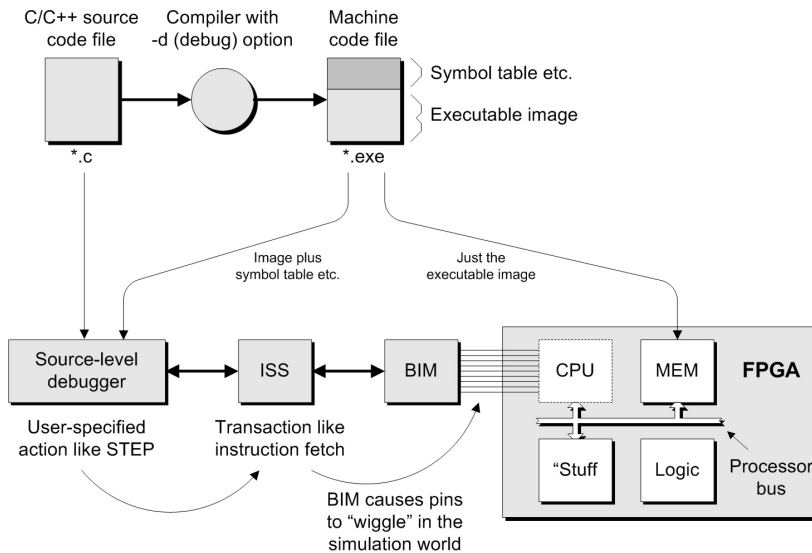 C/C++ source
code file
Compiler with
-d (debug) option
Machine
code file
Symbol table etc.
Executable image
*.c
*.exe
Image plus
symbol table etc.
Just the
executable image
Source-level
debugger
ISS
BIM
CPU
MEM
FPGA
User-specified
action like STEP
Transaction like
instruction fetch
“Stuff
Logic
Processor
bus
BIM causes pins
to “wiggle” in the
simulation world